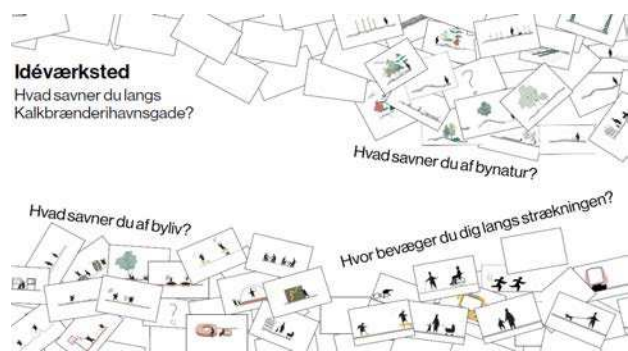 Idéværksted
Hvad savner du langs
Kalkbrænderihavnsgade?
Hvad savner du af bynatur?
Hvad savner du af byliv?
Hvor bevæger du dig langs strækningen?